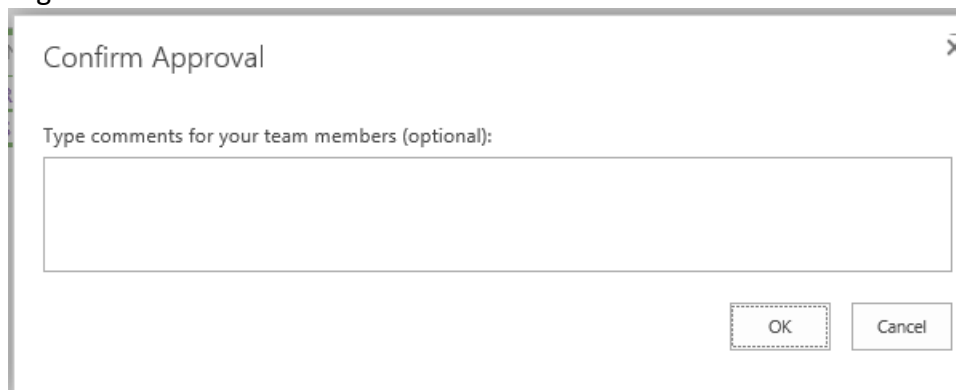 Confirm Approval
Type comments for your team members (optional):
OK
Cancel